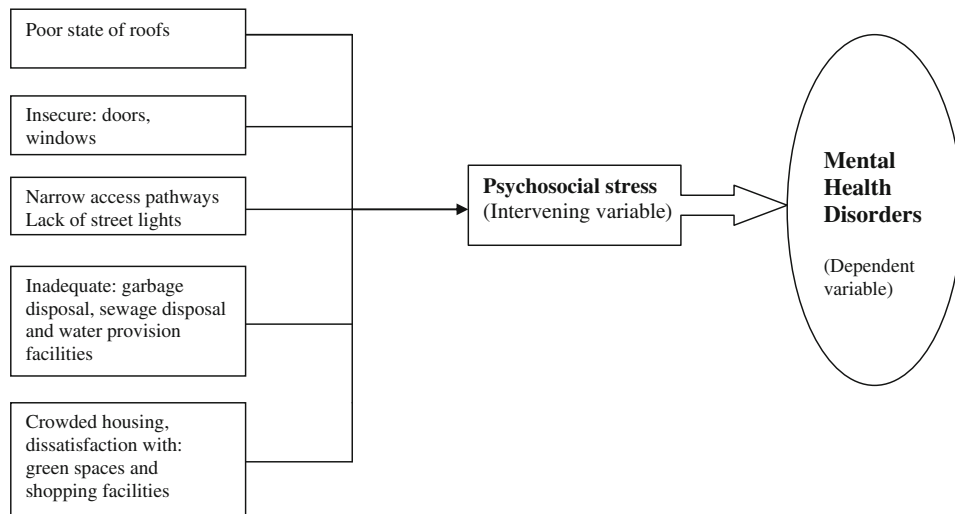 Poor state of roofs
Insecure: doors,
windows
Narrow access pathways
Lack of street lights
Inadequate: garbage
disposal, sewage disposal
and water provision
facilities
Crowded housing,
dissatisfaction with:
green spaces and
shopping facilities
Psychosocial stress
(Intervening variable)
Mental
Health
Disorders
(Dependent
variable)